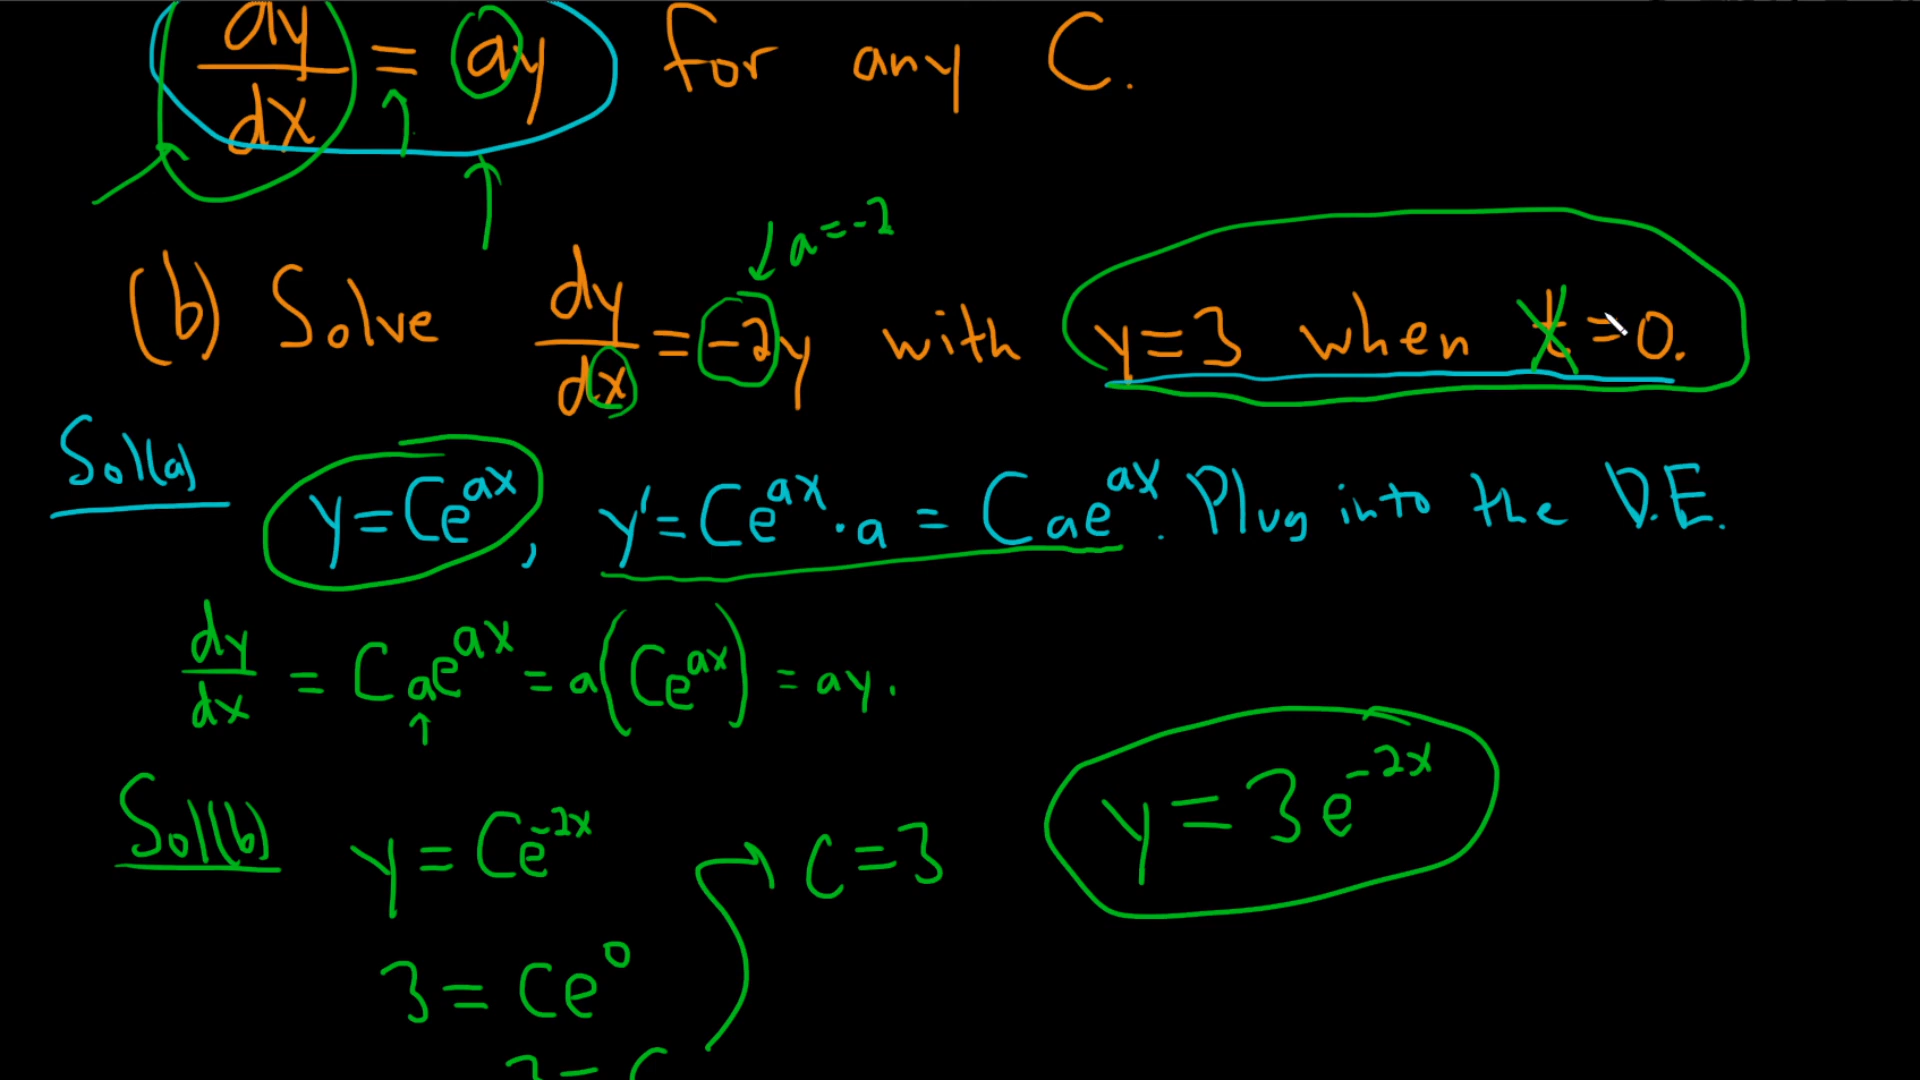 dy/dx = ay for any C.
a=-2
(b) Solve dy/dx = -2y with y=3 when x=0.
Sol(a) y=Ce^{ax}, y'=Ce^{ax}·a = Cae^{ax}. Plug into the D.E.
dy/dx = Cae^{ax} = a(Ce^{ax}) = ay.
Sol(b) y=Ce^{-2x} C=3 y=3e^{-2x}
3=Ce^0
3=C